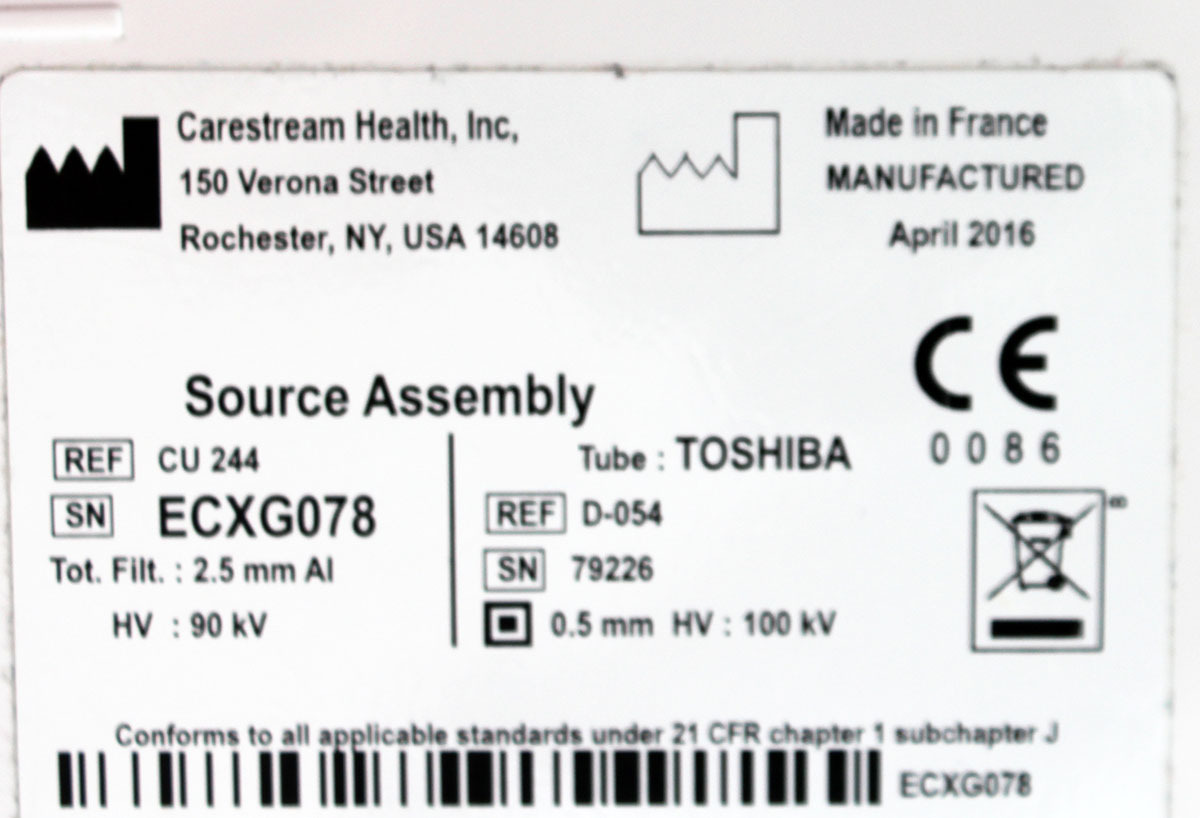 Carestream Health, Inc,
150 Verona Street
Rochester, NY, USA 14608
Made in France
MANUFACTURED
April 2016
CE
0086
Source Assembly
REF CU 244
SN ECXG078
Tot. Filt. : 2.5 mm Al
HV : 90 kV
Tube : TOSHIBA
REF D-054
SN 79226
0.5 mm HV : 100 kV
Conforms to all applicable standards under 21 CFR chapter 1 subchapter J
ECXG078